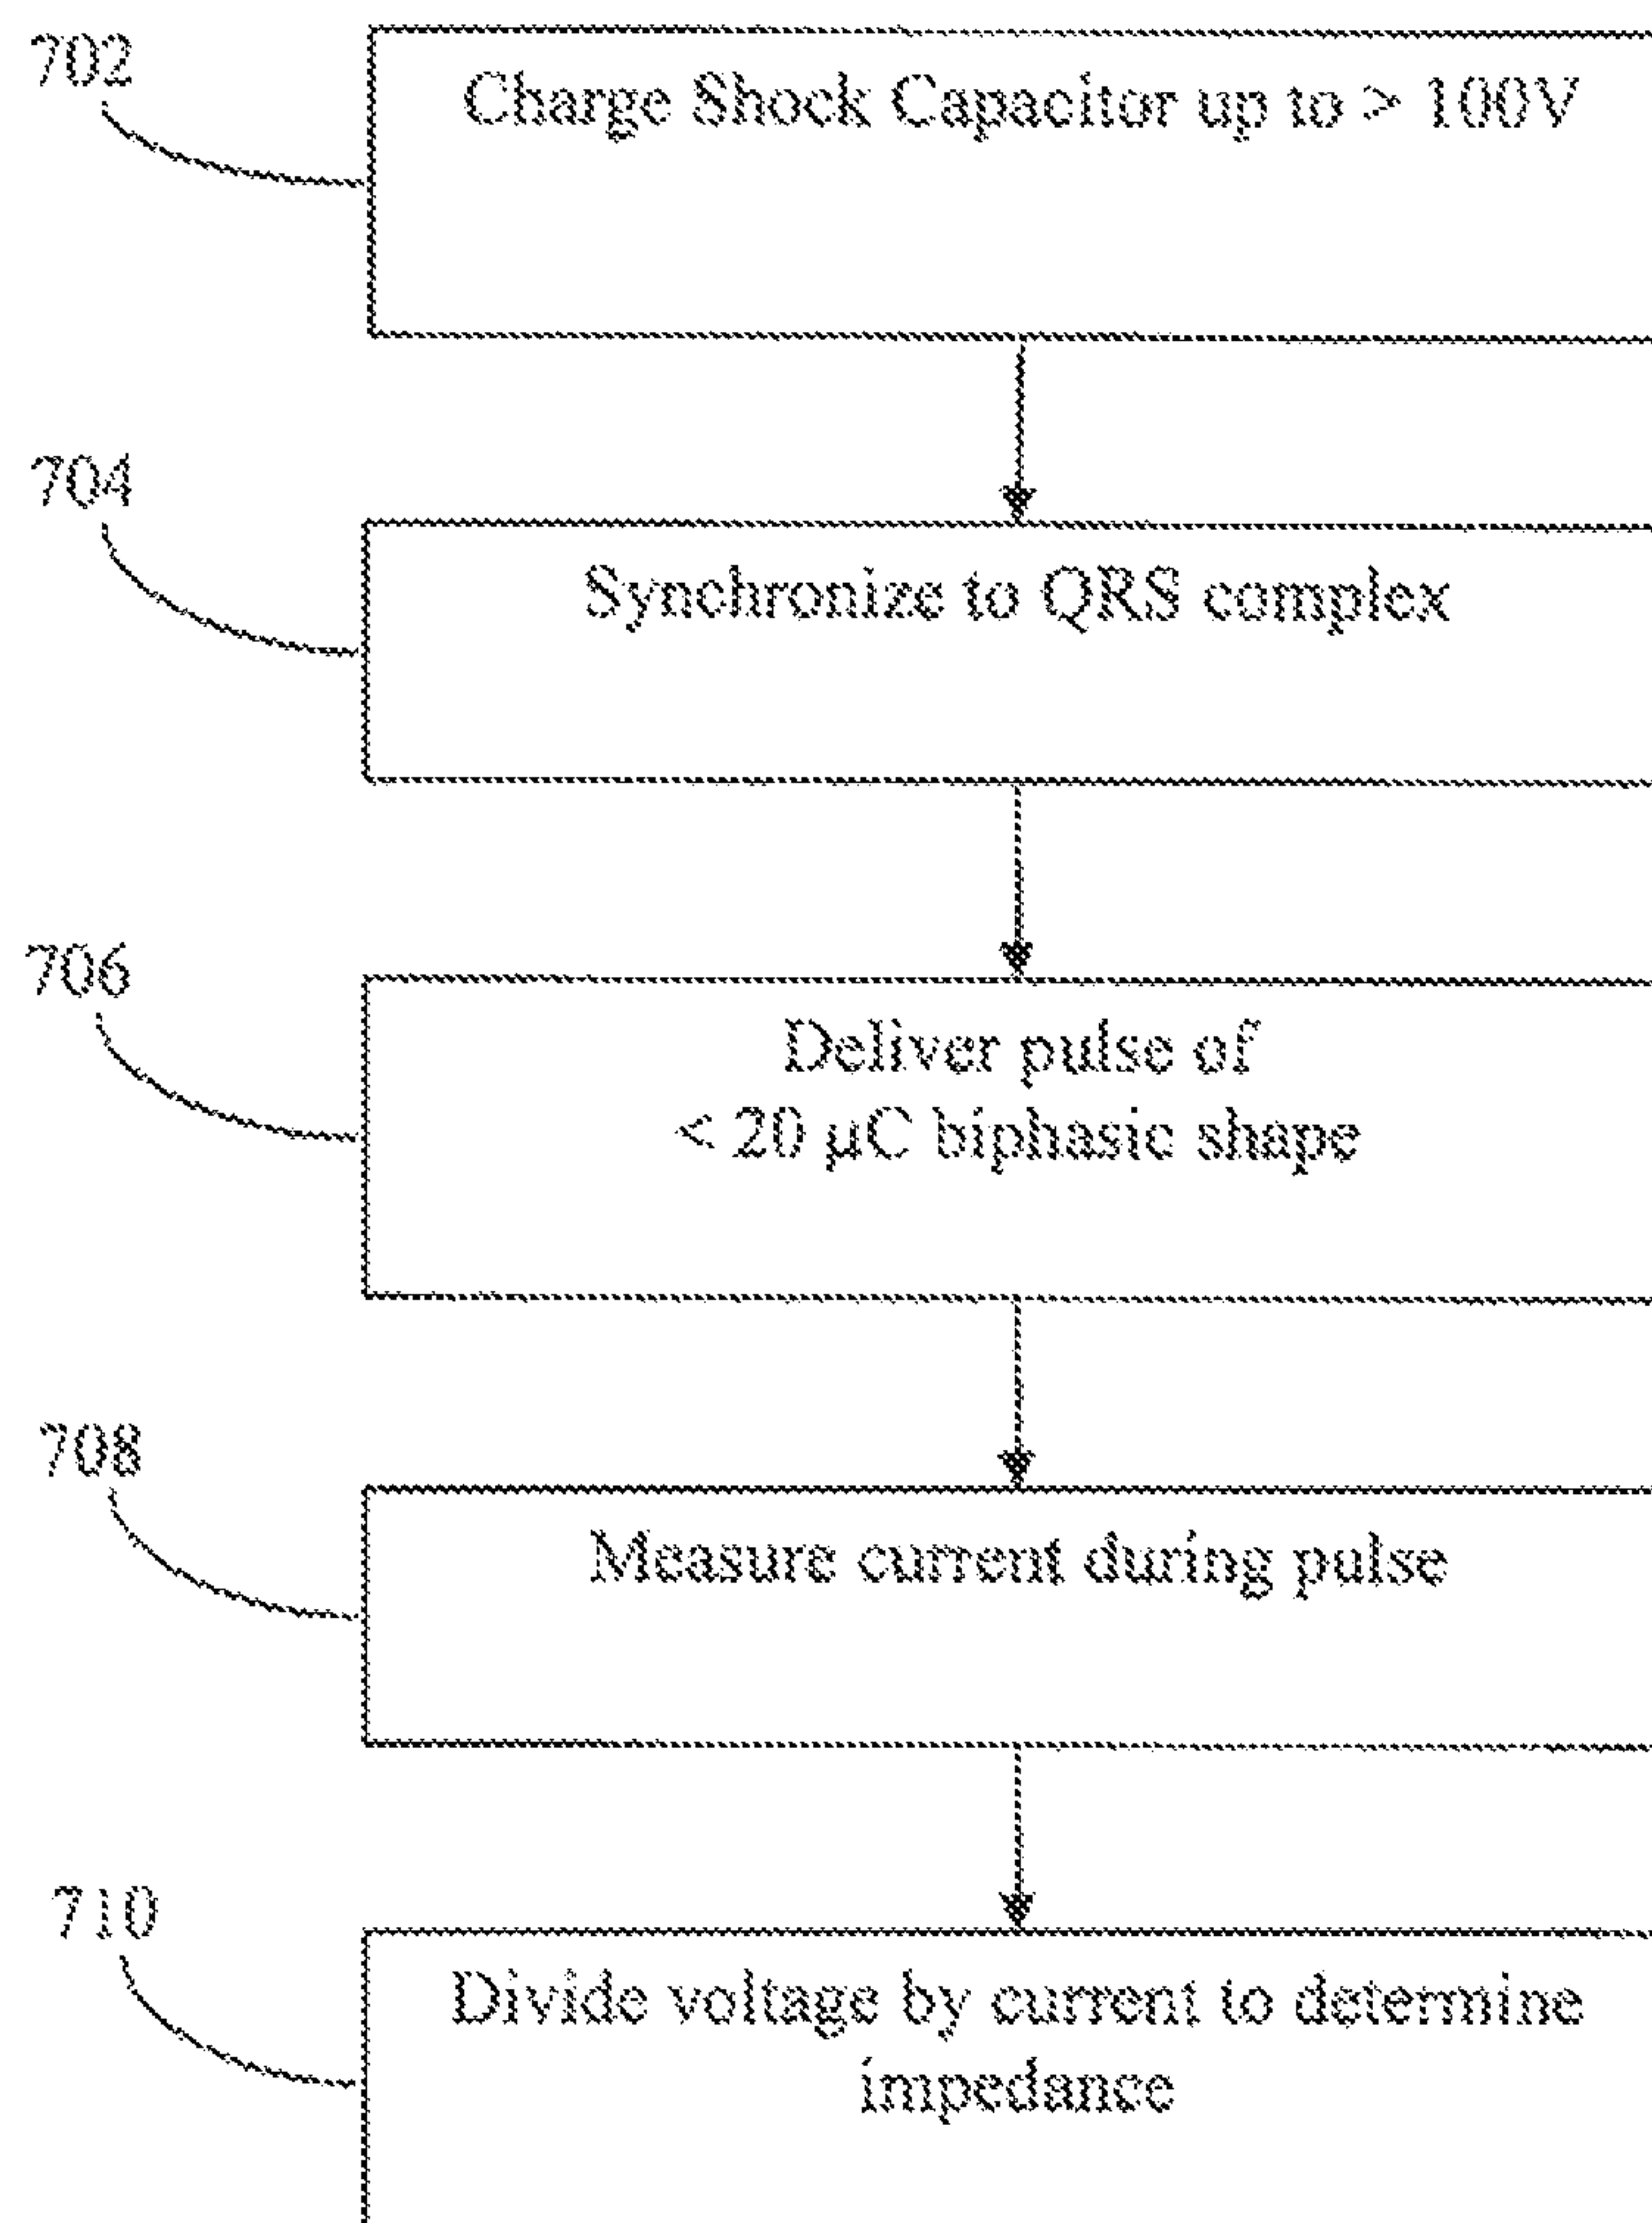 702
Charge Shock Capacitor up to > 100V
704
Synchronize to QRS complex
706
Deliver pulse of
< 20 µC biphasic shape
708
Measure current during pulse
710
Divide voltage by current to determine
impedance